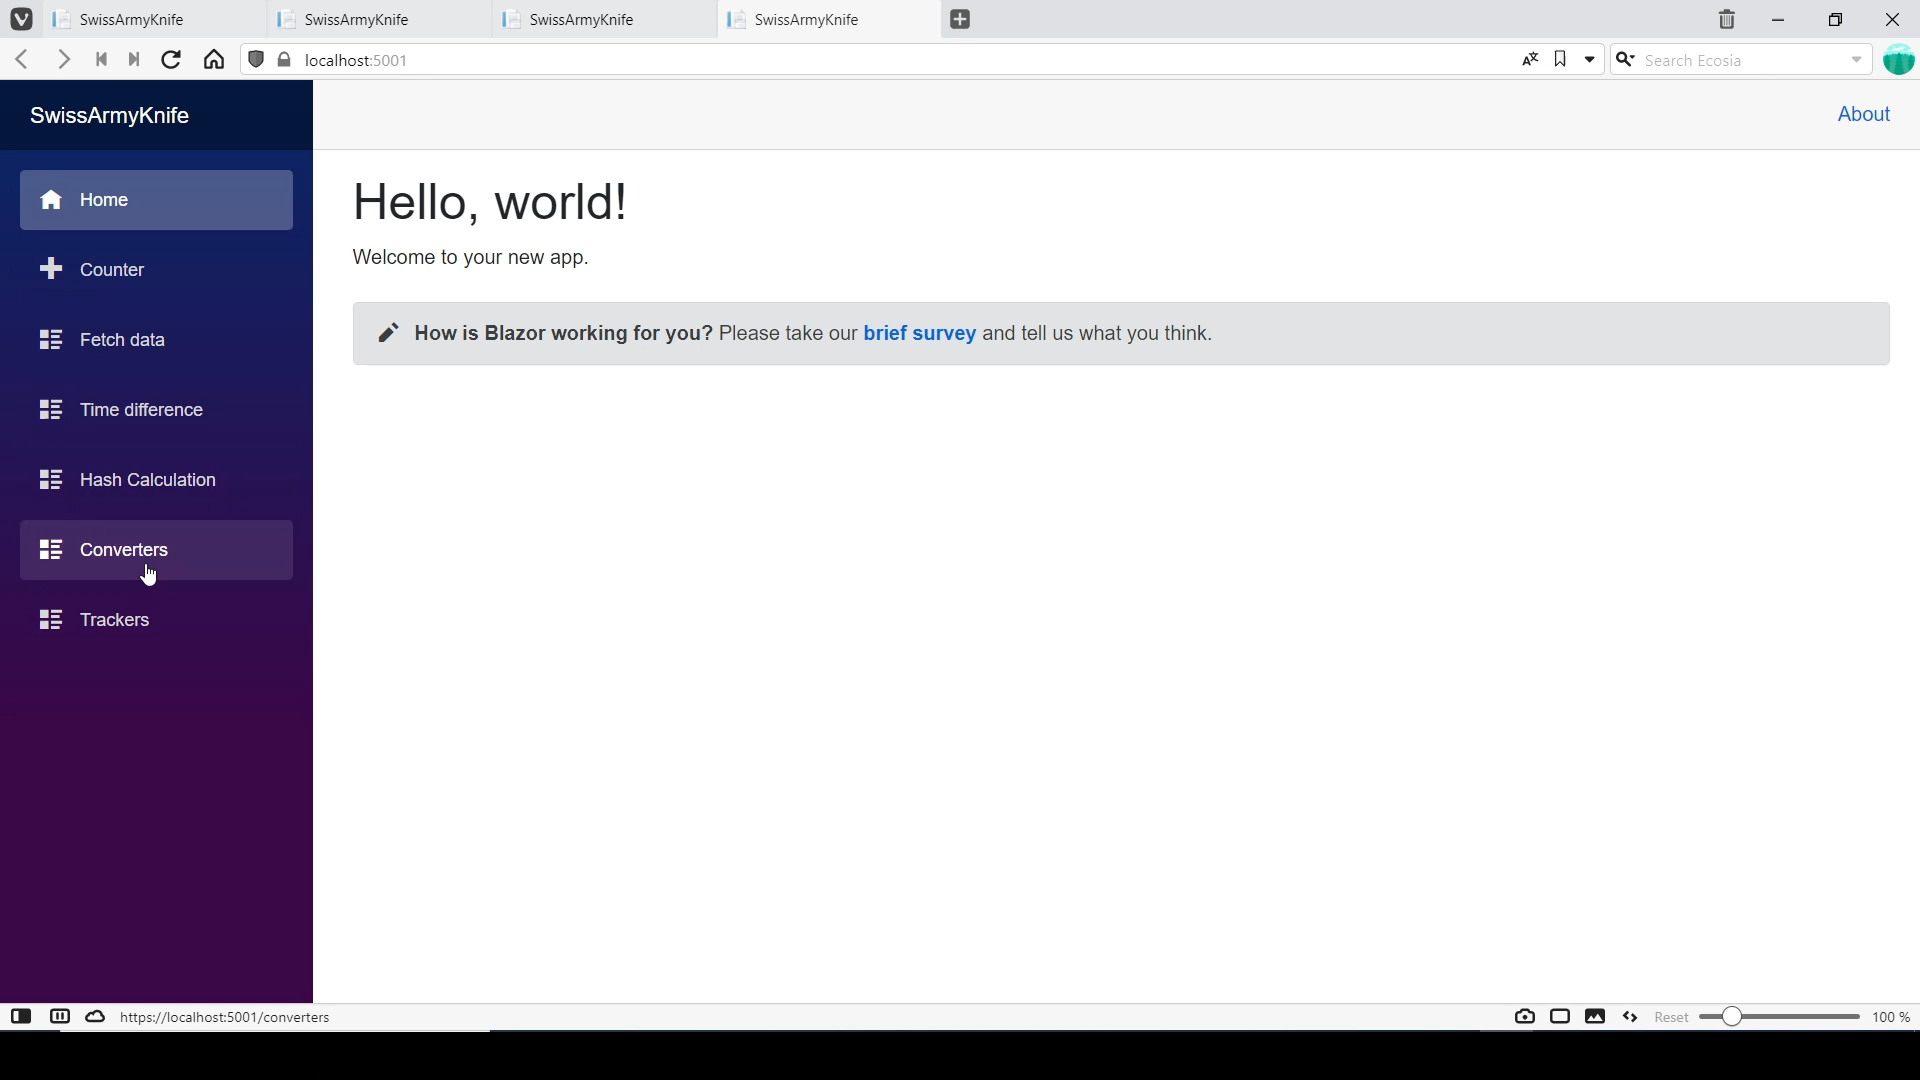 SwissArmyKnife
SwissArmyKnife
SwissArmyKnife
SwissArmyKnife
localhost:5001
Search Ecosia
SwissArmyKnife
About
Home
Counter
Fetch data
Time difference
Hash Calculation
Converters
Trackers
Hello, world!
Welcome to your new app.
How is Blazor working for you? Please take our brief survey and tell us what you think.
https://localhost:5001/converters
Reset
100 %